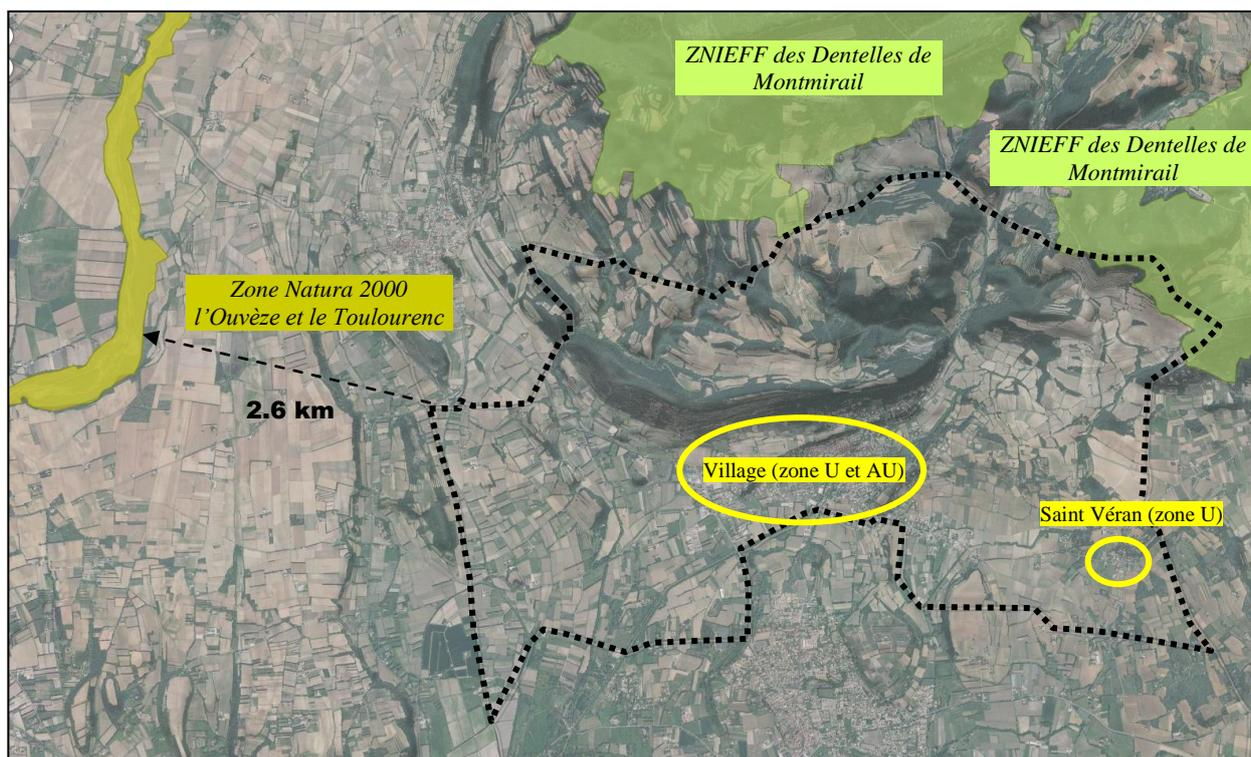 ZNIEFF des Dentelles de
Montmirail
ZNIEFF des Dentelles de
Montmirail
Zone Natura 2000
l’Ouvèze et le Toulourenc
2.6 km
Village (zone U et AU)
Saint Véran (zone U)